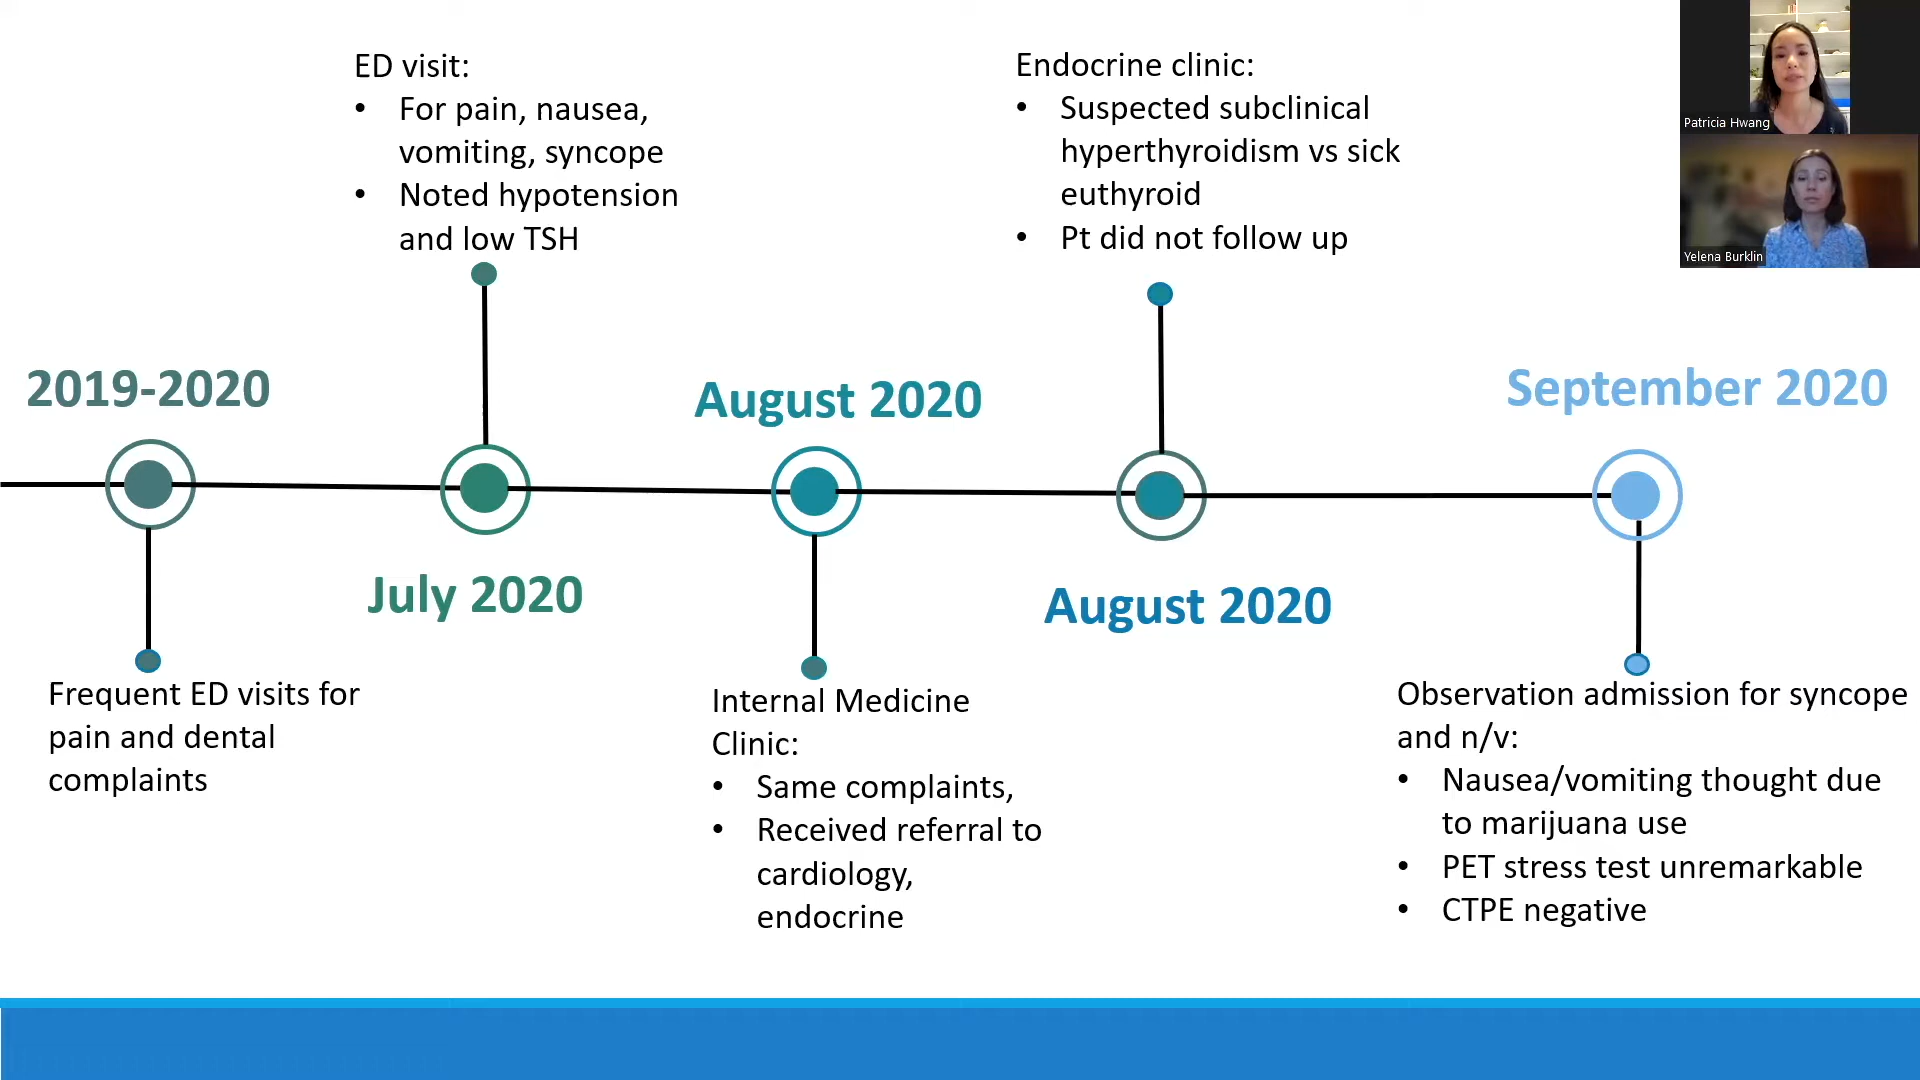 ED visit:
• For pain, nausea,
vomiting, syncope
• Noted hypotension
and low TSH
Endocrine clinic:
• Suspected subclinical
hyperthyroidism vs sick
euthyroid
• Pt did not follow up
Patricia Hwang
Yelena Burklin
2019-2020
August 2020
September 2020
July 2020
August 2020
Frequent ED visits for
pain and dental
complaints
Internal Medicine
Clinic:
• Same complaints,
• Received referral to
cardiology,
endocrine
Observation admission for syncope
and n/v:
• Nausea/vomiting thought due
to marijuana use
• PET stress test unremarkable
• CTPE negative